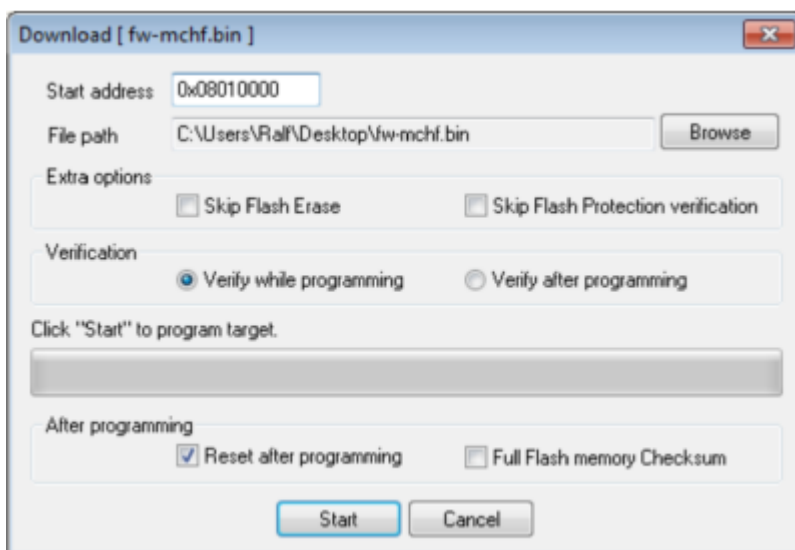 Download [ fw-mchf.bin ]
Start address 0x08010000
File path C:\Users\Ralf\Desktop\fw-mchf.bin Browse
Extra options
Skip Flash Erase Skip Flash Protection verification
Verification
Verify while programming Verify after programming
Click "Start" to program target.
After programming
Reset after programming Full Flash memory Checksum
Start Cancel